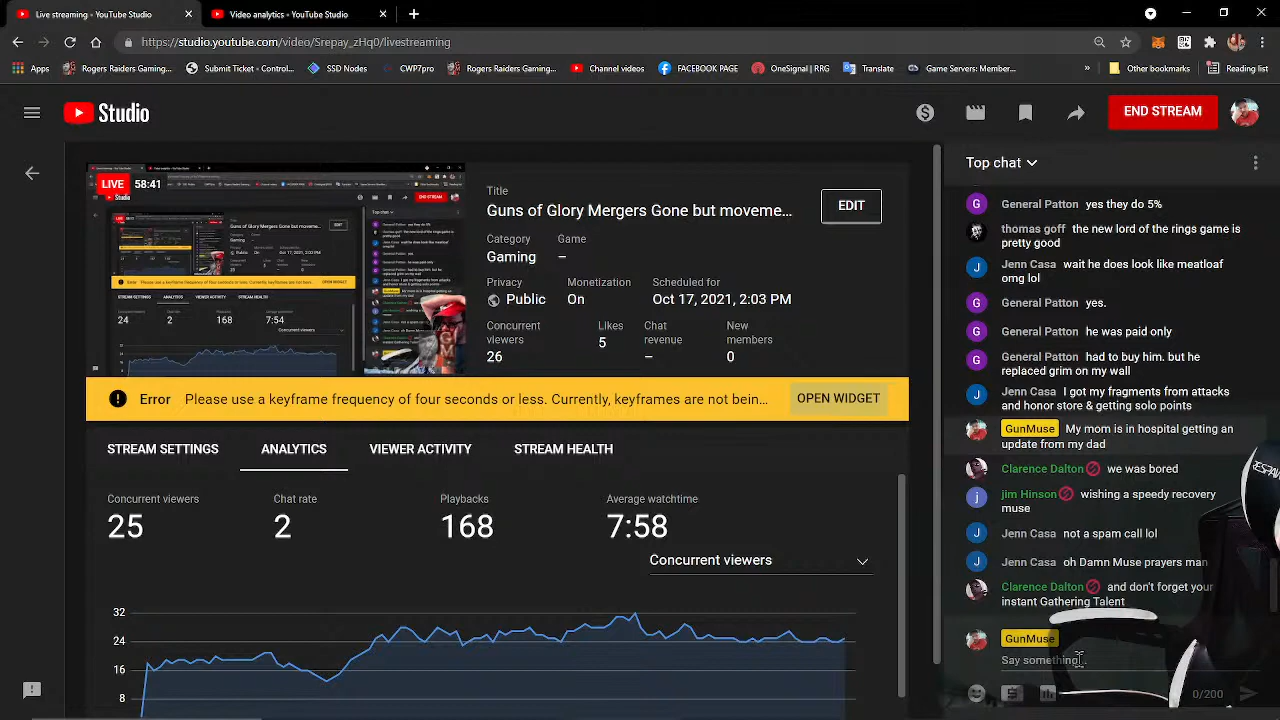 Live streaming - YouTube Studio
Video analytics - YouTube Studio
https://studio.youtube.com/video/Srepay_zHq0/livestreaming
Apps
Rogers Raiders Gaming...
Submit Ticket - Control...
SSD Nodes
CWP7pro
Rogers Raiders Gaming...
Channel videos
FACEBOOK PAGE
OneSignal | RRG
Translate
Game Servers: Member...
»
Other bookmarks
Reading list
Studio
END STREAM
LIVE 58:41
Title
Guns of Glory Mergers Gone but moveme...
EDIT
Category
Game
Gaming
–
Privacy
Monetization
Scheduled for
Public
On
Oct 17, 2021, 2:03 PM
Concurrent
viewers
Likes
Chat
revenue
New
members
26
5
–
0
Error Please use a keyframe frequency of four seconds or less. Currently, keyframes are not bein...
OPEN WIDGET
STREAM SETTINGS
ANALYTICS
VIEWER ACTIVITY
STREAM HEALTH
Concurrent viewers
Chat rate
Playbacks
Average watchtime
25
2
168
7:58
Concurrent viewers
32
24
16
8
Top chat
General Patton yes they do 5%
thomas goff the new lord of the rings game is
pretty good
Jenn Casa wait he does look like meatloaf
omg lol
General Patton yes.
General Patton he was paid only
General Patton had to buy him. but he
replaced grim on my wall
Jenn Casa I got my fragments from attacks
and honor store & getting solo points
GunMuse My mom is in hospital getting an
update from my dad
Clarence Dalton we was bored
jim Hinson wishing a speedy recovery
muse
Jenn Casa not a spam call lol
Jenn Casa oh Damn Muse prayers man
Clarence Dalton and don't forget your
instant Gathering Talent
GunMuse
Say something...
0/200